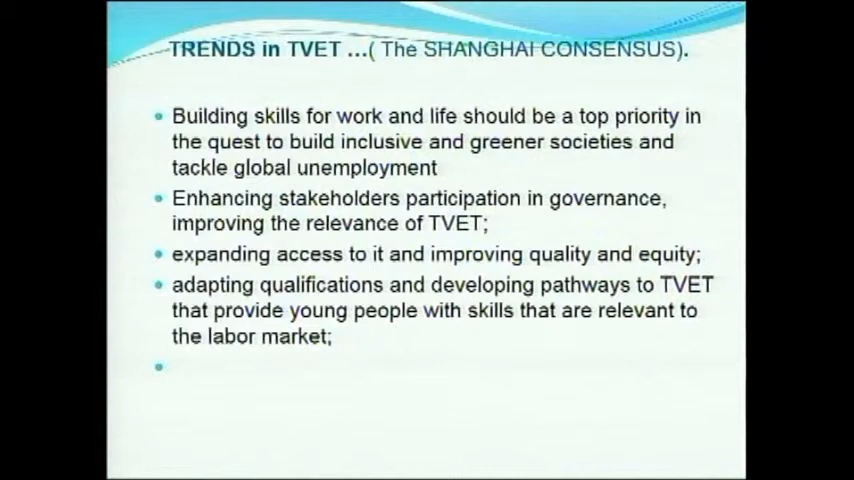 TRENDS in TVET ...( The SHANGHAI CONSENSUS).
• Building skills for work and life should be a top priority in
the quest to build inclusive and greener societies and
tackle global unemployment
• Enhancing stakeholders participation in governance,
improving the relevance of TVET;
• expanding access to it and improving quality and equity;
• adapting qualifications and developing pathways to TVET
that provide young people with skills that are relevant to
the labor market;
•